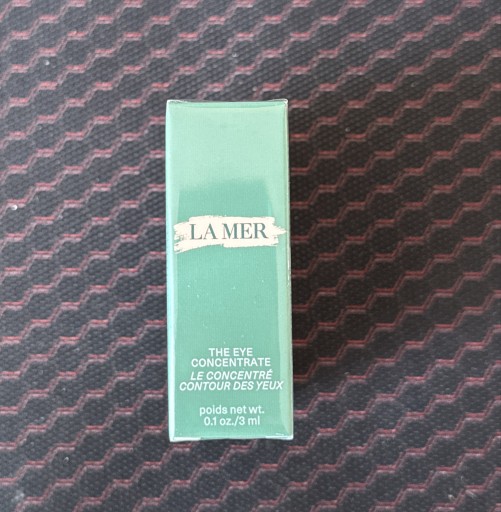 LA MER
THE EYE
CONCENTRATE
LE CONCENTRÉ
CONTOUR DES YEUX
poids net wt.
0.1 oz./3 ml